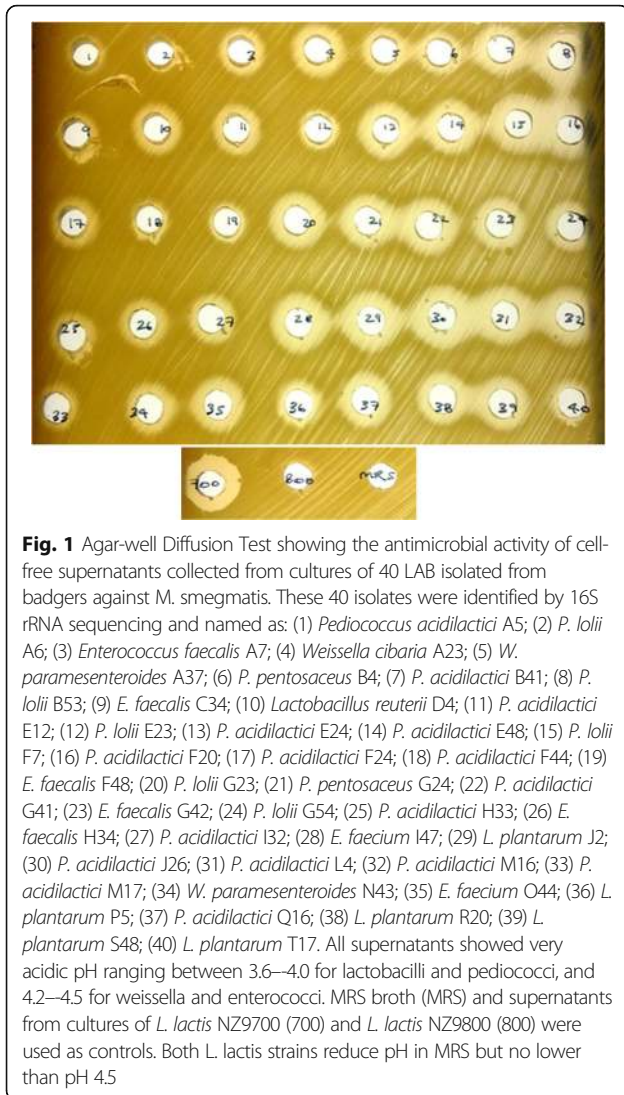 1 2 3 4 5 6 7 8
9 10 11 12 13 14 15 16
17 18 19 20 21 22 23 24
25 26 27 28 29 30 31 32
33 34 35 36 37 38 39 40
700 800 MRS
Fig. 1 Agar-well Diffusion Test showing the antimicrobial activity of cell-
free supernatants collected from cultures of 40 LAB isolated from
badgers against M. smegmatis. These 40 isolates were identified by 16S
rRNA sequencing and named as: (1) Pediococcus acidilactici A5; (2) P. lolii
A6; (3) Enterococcus faecalis A7; (4) Weissella cibaria A23; (5) W.
paramesenteroides A37; (6) P. pentosaceus B4; (7) P. acidilactici B41; (8) P.
lolii B53; (9) E. faecalis C34; (10) Lactobacillus reuterii D4; (11) P. acidilactici
E12; (12) P. lolii E23; (13) P. acidilactici E24; (14) P. acidilactici E48; (15) P. lolii
F7; (16) P. acidilactici F20; (17) P. acidilactici F24; (18) P. acidilactici F44; (19)
E. faecalis F48; (20) P. lolii G23; (21) P. pentosaceus G24; (22) P. acidilactici
G41; (23) E. faecalis G42; (24) P. lolii G54; (25) P. acidilactici H33; (26) E.
faecalis H34; (27) P. acidilactici I32; (28) E. faecium I47; (29) L. plantarum J2;
(30) P. acidilactici J26; (31) P. acidilactici L4; (32) P. acidilactici M16; (33) P.
acidilactici M17; (34) W. paramesenteroides N43; (35) E. faecium O44; (36) L.
plantarum P5; (37) P. acidilactici Q16; (38) L. plantarum R20; (39) L.
plantarum S48; (40) L. plantarum T17. All supernatants showed very
acidic pH ranging between 3.6–-4.0 for lactobacilli and pediococci, and
4.2–-4.5 for weissella and enterococci. MRS broth (MRS) and supernatants
from cultures of L. lactis NZ9700 (700) and L. lactis NZ9800 (800) were
used as controls. Both L. lactis strains reduce pH in MRS but no lower
than pH 4.5